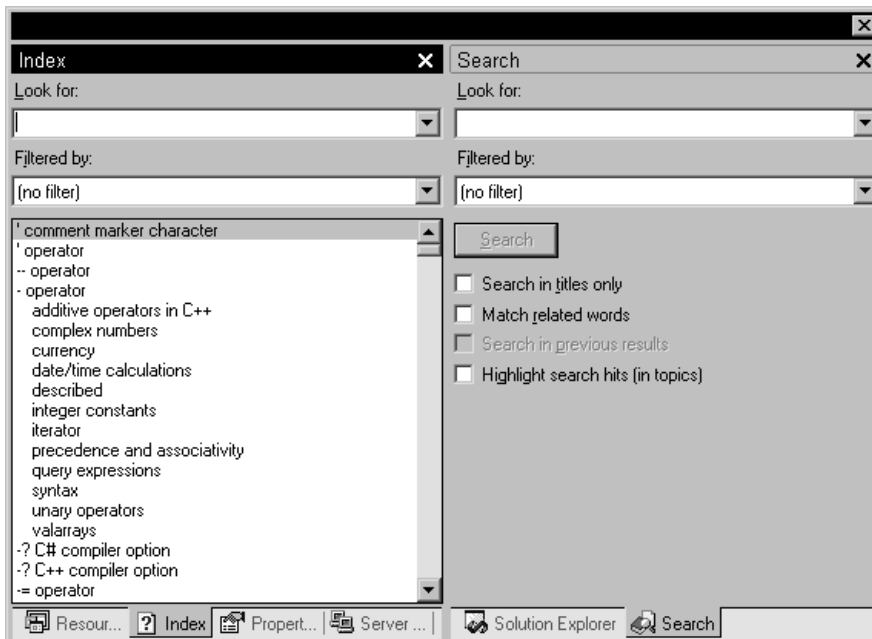 Index
Look for:
Filtered by:
(no filter)
' comment marker character
' operator
-- operator
- operator
additive operators in C++
complex numbers
currency
date/time calculations
described
integer constants
iterator
precedence and associativity
query expressions
syntax
unary operators
valarrays
-? C# compiler option
-? C++ compiler option
-= operator
Resour...
Index
Propert...
Server ...
Search
Look for:
Filtered by:
(no filter)
Search
Search in titles only
Match related words
Search in previous results
Highlight search hits (in topics)
Solution Explorer
Search